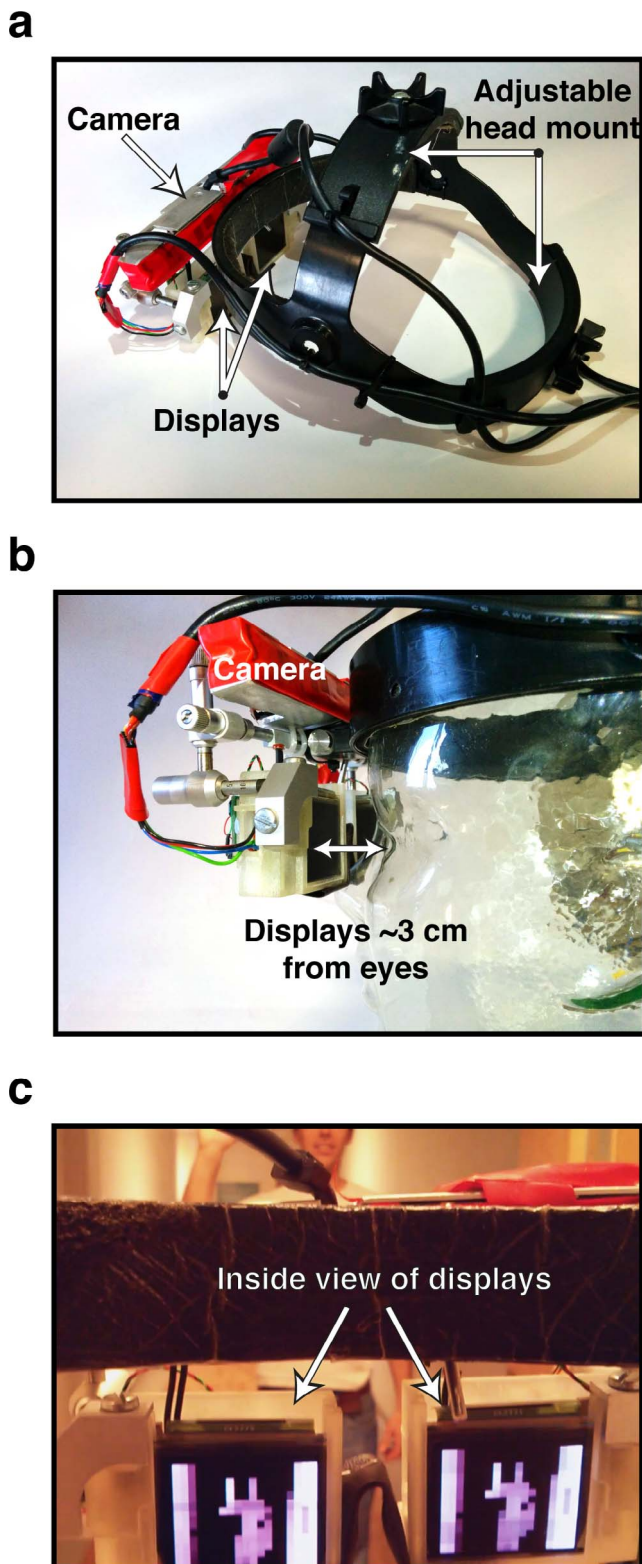 a
Camera
Adjustable
head mount
Displays
b
Camera
Displays ~3 cm
from eyes
c
Inside view of displays